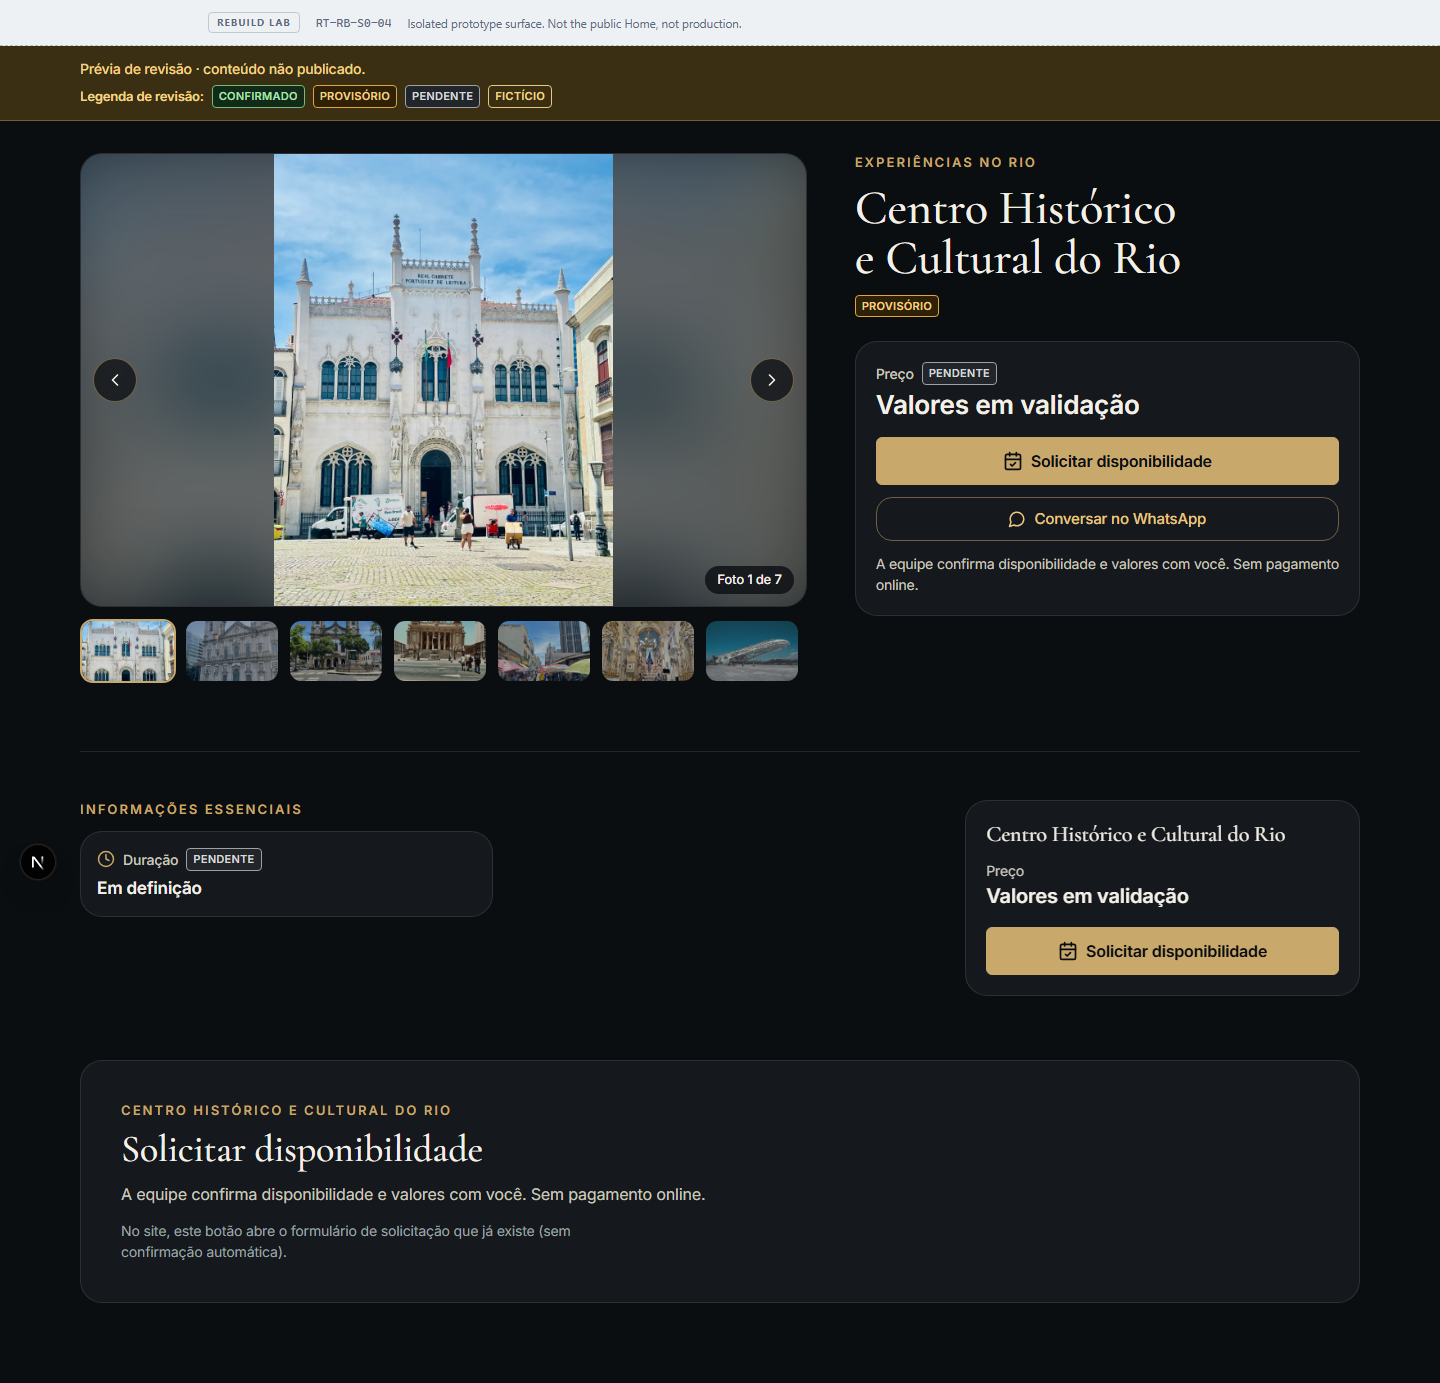 REBUILD LAB RT-RB-S0-04 Isolated prototype surface. Not the public Home, not production.
Prévia de revisão · conteúdo não publicado.
Legenda de revisão: CONFIRMADO PROVISÓRIO PENDENTE FICTÍCIO
REAL GABINETE
PORTUGUEZ DE LEITURA
Foto 1 de 7
EXPERIÊNCIAS NO RIO
Centro Histórico
e Cultural do Rio
PROVISÓRIO
Preço PENDENTE
Valores em validação
Solicitar disponibilidade
Conversar no WhatsApp
A equipe confirma disponibilidade e valores com você. Sem pagamento
online.
INFORMAÇÕES ESSENCIAIS
Duração PENDENTE
Em definição
N
Centro Histórico e Cultural do Rio
Preço
Valores em validação
Solicitar disponibilidade
CENTRO HISTÓRICO E CULTURAL DO RIO
Solicitar disponibilidade
A equipe confirma disponibilidade e valores com você. Sem pagamento online.
No site, este botão abre o formulário de solicitação que já existe (sem
confirmação automática).